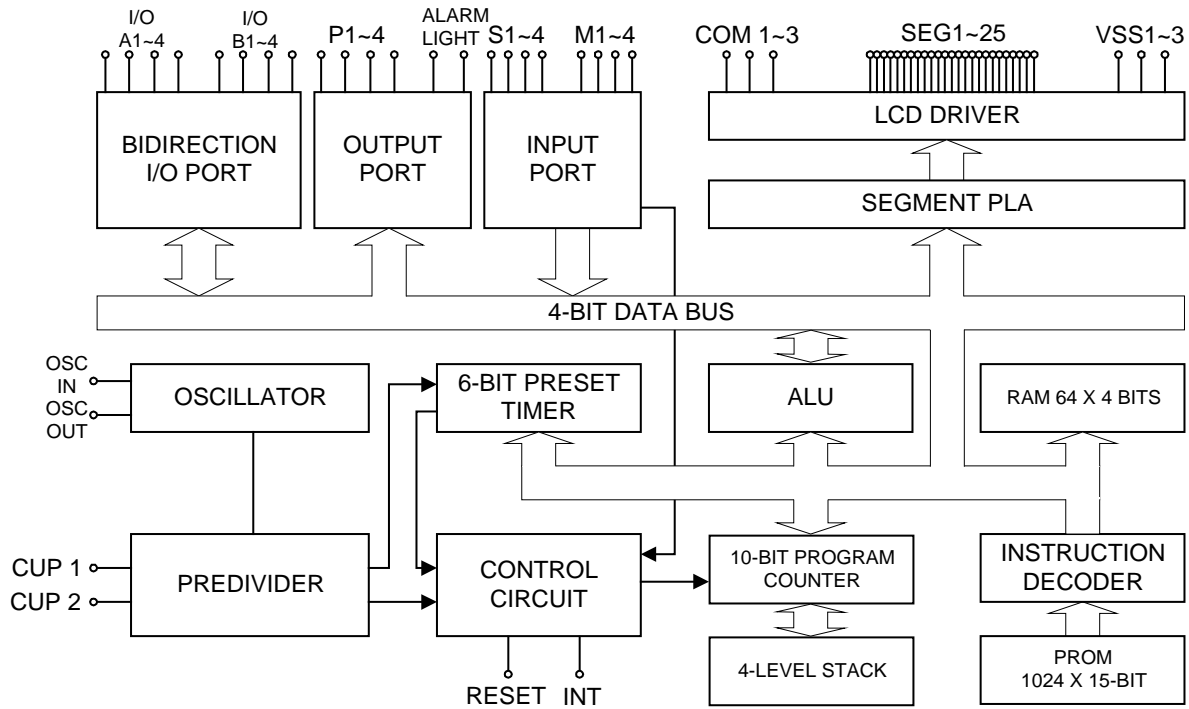 I/O
A1~4
I/O
B1~4
P1~4
ALARM
LIGHT
S1~4
M1~4
COM 1~3
SEG1~25
VSS1~3
BIDIRECTION
I/O PORT
OUTPUT
PORT
INPUT
PORT
LCD DRIVER
SEGMENT PLA
4-BIT DATA BUS
OSC
IN
OSC
OUT
OSCILLATOR
6-BIT PRESET
TIMER
ALU
RAM 64 X 4 BITS
CUP 1
CUP 2
PREDIVIDER
CONTROL
CIRCUIT
10-BIT PROGRAM
COUNTER
INSTRUCTION
DECODER
4-LEVEL STACK
PROM
1024 X 15-BIT
RESET
INT